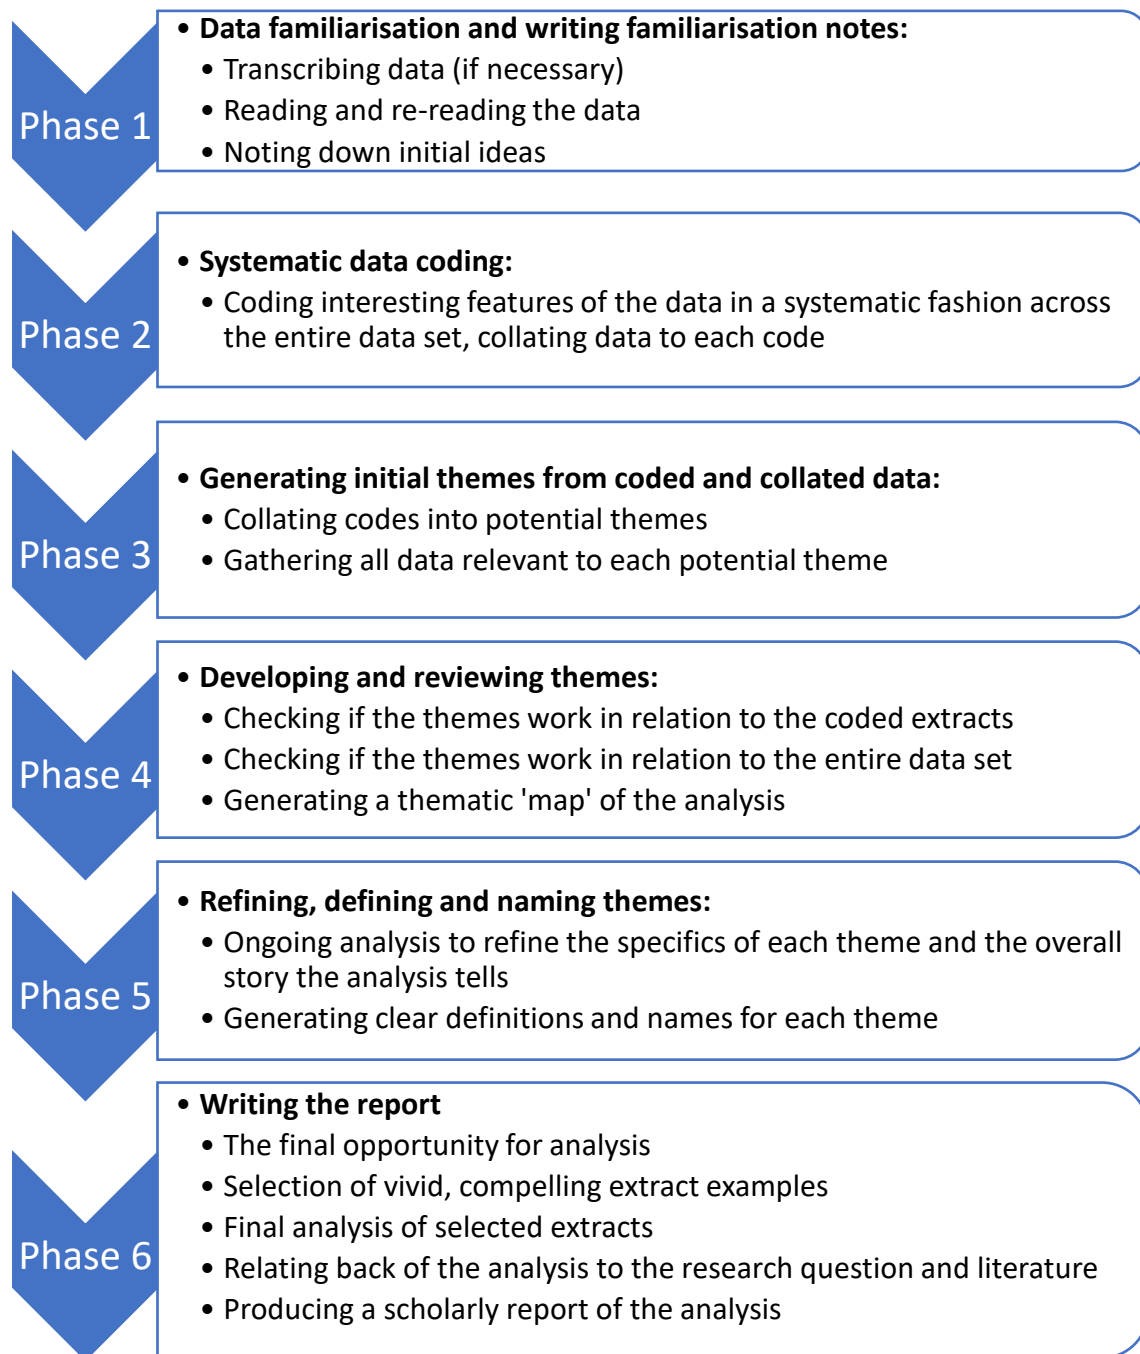 Phase 1
• Data familiarisation and writing familiarisation notes:
• Transcribing data (if necessary)
• Reading and re-reading the data
• Noting down initial ideas
Phase 2
• Systematic data coding:
• Coding interesting features of the data in a systematic fashion across
the entire data set, collating data to each code
Phase 3
• Generating initial themes from coded and collated data:
• Collating codes into potential themes
• Gathering all data relevant to each potential theme
Phase 4
• Developing and reviewing themes:
• Checking if the themes work in relation to the coded extracts
• Checking if the themes work in relation to the entire data set
• Generating a thematic 'map' of the analysis
Phase 5
• Refining, defining and naming themes:
• Ongoing analysis to refine the specifics of each theme and the overall
story the analysis tells
• Generating clear definitions and names for each theme
Phase 6
• Writing the report
• The final opportunity for analysis
• Selection of vivid, compelling extract examples
• Final analysis of selected extracts
• Relating back of the analysis to the research question and literature
• Producing a scholarly report of the analysis